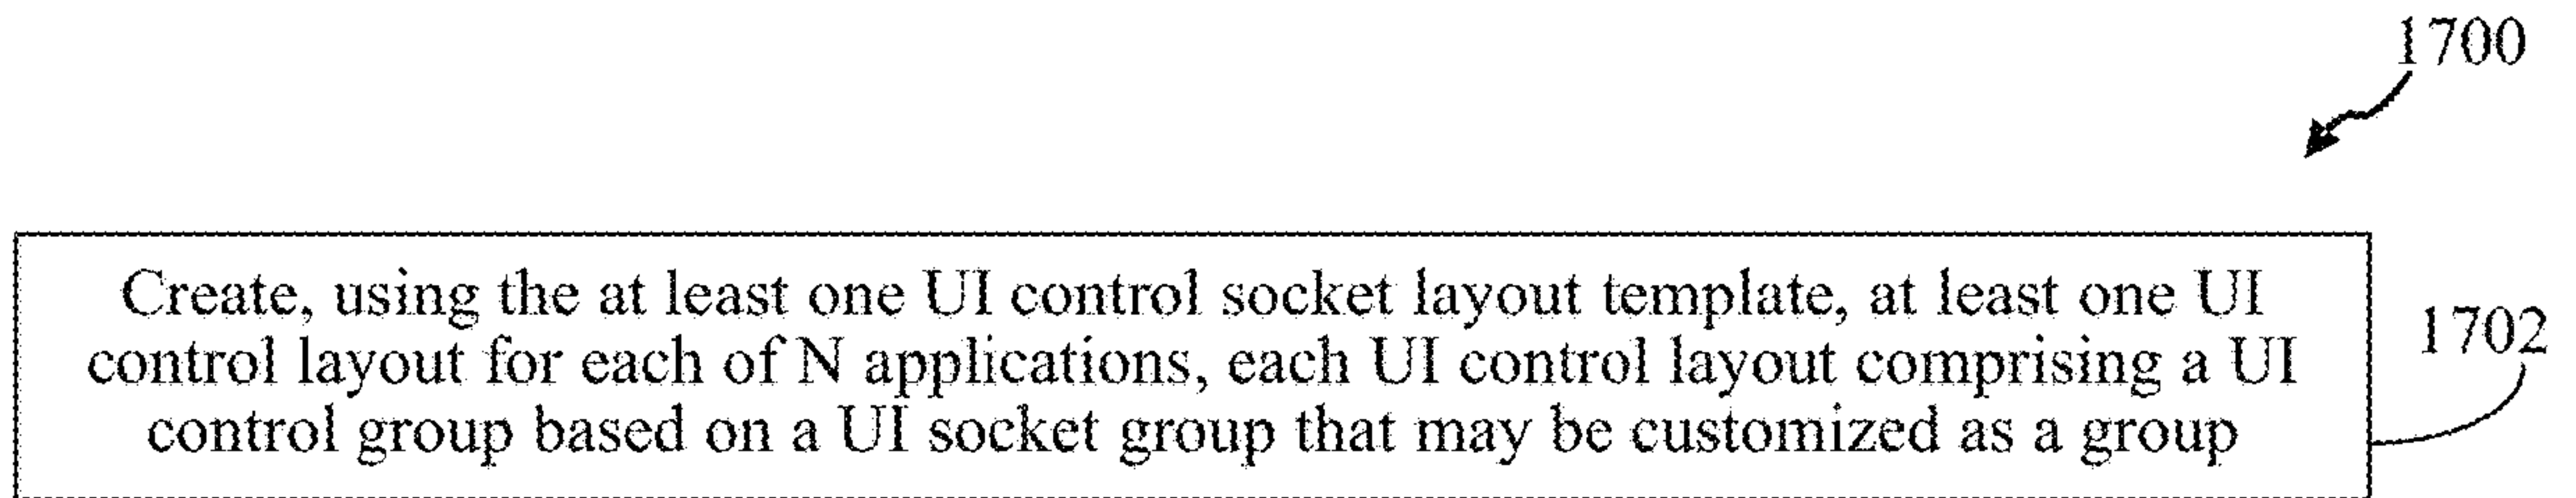 1700
Create, using the at least one UI control socket layout template, at least one UI
control layout for each of N applications, each UI control layout comprising a UI
control group based on a UI socket group that may be customized as a group
1702